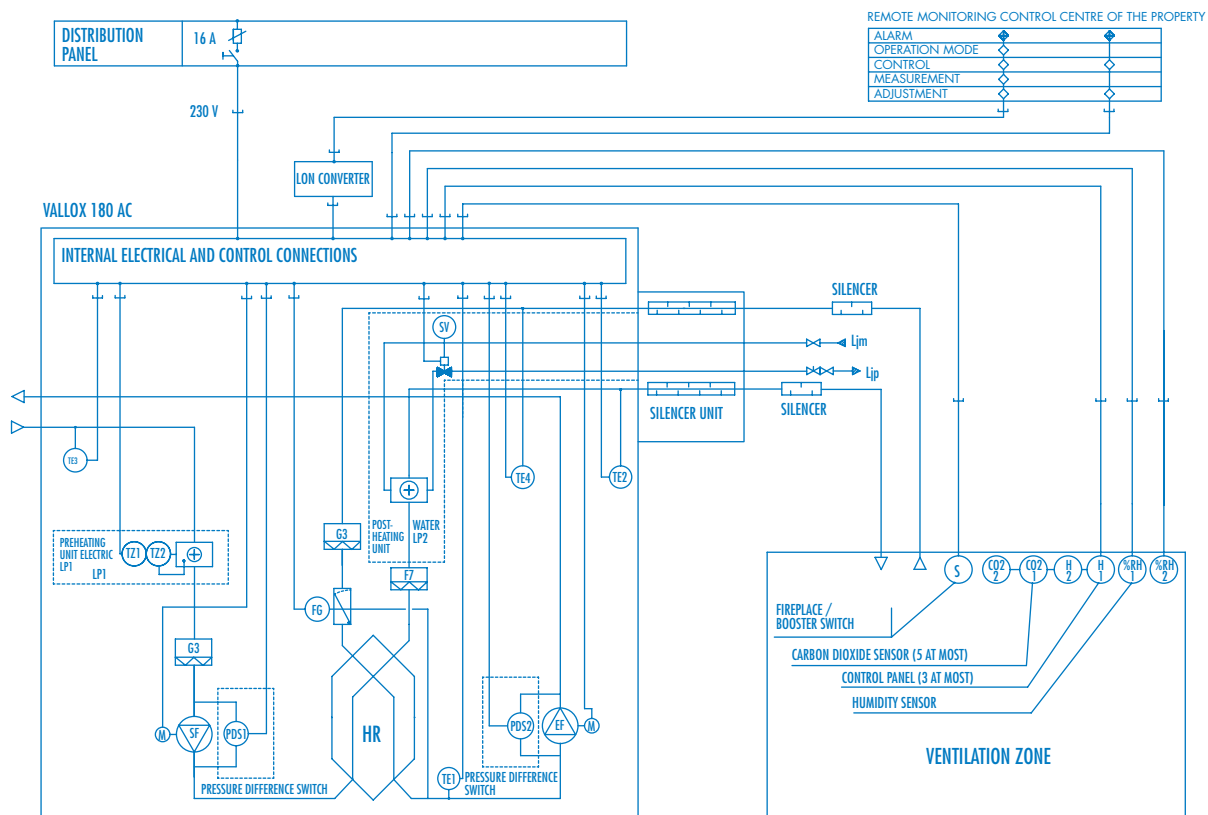 REMOTE MONITORING CONTROL CENTRE OF THE PROPERTY
ALARM
OPERATION MODE
CONTROL
MEASUREMENT
ADJUSTMENT
DISTRIBUTION
PANEL
16 A
230 V
LON CONVERTER
VALLOX 180 AC
INTERNAL ELECTRICAL AND CONTROL CONNECTIONS
SILENCER
SV
Ljm
Ljp
SILENCER UNIT
SILENCER
TE3
TE4
TE2
PREHEATING
UNIT ELECTRIC
LP1
LP1
TZ1
TZ2
G3
POST-
HEATING
UNIT
WATER
LP2
F7
FG
G3
M
SF
PDS1
PRESSURE DIFFERENCE SWITCH
HR
TE1
PDS2
EF
M
PRESSURE DIFFERENCE
SWITCH
S
CO2
2
CO2
1
H
2
H
1
%RH
1
%RH
2
FIREPLACE /
BOOSTER SWITCH
CARBON DIOXIDE SENSOR (5 AT MOST)
CONTROL PANEL (3 AT MOST)
HUMIDITY SENSOR
VENTILATION ZONE